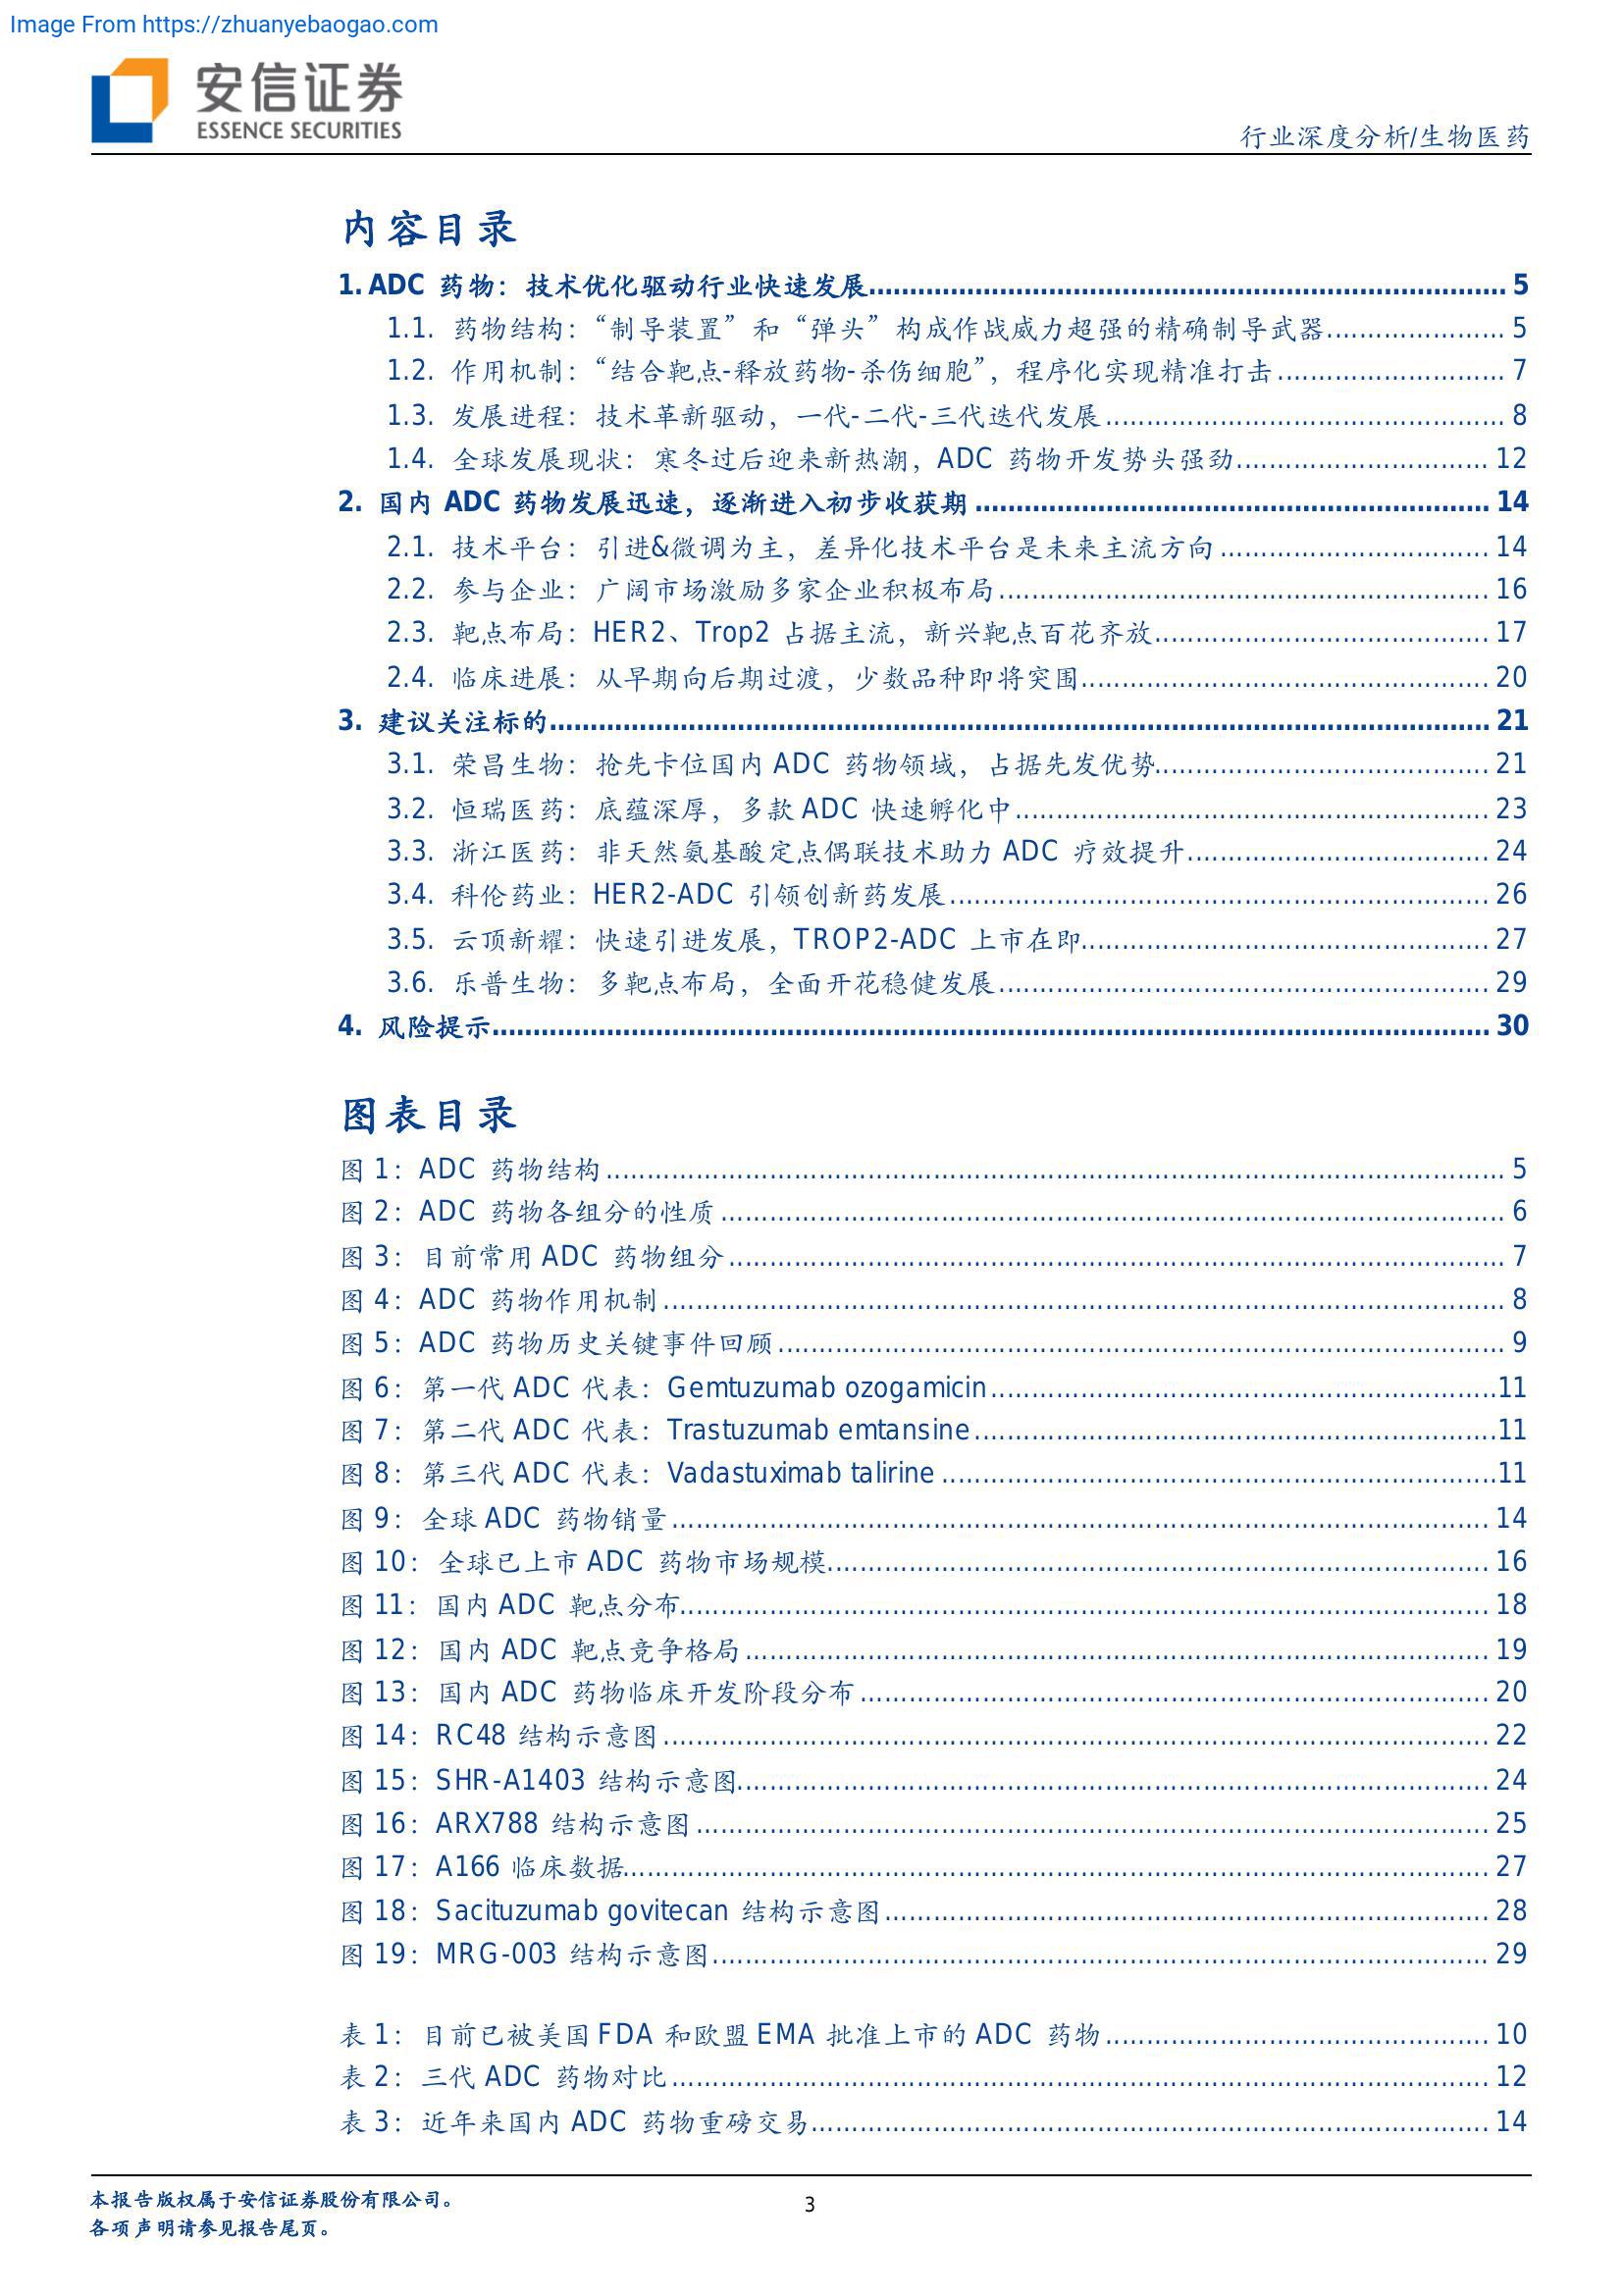 Image From https://zhuanyebaogao.com
安信证券
ESSENCE SECURITIES
行业深度分析/生物医药
内容目录
1. ADC 药物：技术优化驱动行业快速发展 5
1.1. 药物结构：“制导装置”和“弹头”构成作战威力超强的精确制导武器 5
1.2. 作用机制：“结合靶点-释放药物-杀伤细胞”，程序化实现精准打击 7
1.3. 发展进程：技术革新驱动，一代-二代-三代迭代发展 8
1.4. 全球发展现状：寒冬过后迎来新热潮，ADC 药物开发势头强劲 12
2. 国内 ADC 药物发展迅速，逐渐进入初步收获期 14
2.1. 技术平台：引进&微调为主，差异化技术平台是未来主流方向 14
2.2. 参与企业：广阔市场激励多家企业积极布局 16
2.3. 靶点布局：HER2、Trop2 占据主流，新兴靶点百花齐放 17
2.4. 临床进展：从早期向后期过渡，少数品种即将突围 20
3. 建议关注标的 21
3.1. 荣昌生物：抢先卡位国内 ADC 药物领域，占据先发优势 21
3.2. 恒瑞医药：底蕴深厚，多款 ADC 快速孵化中 23
3.3. 浙江医药：非天然氨基酸定点偶联技术助力 ADC 疗效提升 24
3.4. 科伦药业：HER2-ADC 引领创新药发展 26
3.5. 云顶新耀：快速引进发展，TROP2-ADC 上市在即 27
3.6. 乐普生物：多靶点布局，全面开花稳健发展 29
4. 风险提示 30
图表目录
图 1：ADC 药物结构 5
图 2：ADC 药物各组分的性质 6
图 3：目前常用 ADC 药物组分 7
图 4：ADC 药物作用机制 8
图 5：ADC 药物历史关键事件回顾 9
图 6：第一代 ADC 代表：Gemtuzumab ozogamicin 11
图 7：第二代 ADC 代表：Trastuzumab emtansine 11
图 8：第三代 ADC 代表：Vadastuximab talirine 11
图 9：全球 ADC 药物销量 14
图 10：全球已上市 ADC 药物市场规模 16
图 11：国内 ADC 靶点分布 18
图 12：国内 ADC 靶点竞争格局 19
图 13：国内 ADC 药物临床开发阶段分布 20
图 14：RC48 结构示意图 22
图 15：SHR-A1403 结构示意图 24
图 16：ARX788 结构示意图 25
图 17：A166 临床数据 27
图 18：Sacituzumab govitecan 结构示意图 28
图 19：MRG-003 结构示意图 29
表 1：目前已被美国 FDA 和欧盟 EMA 批准上市的 ADC 药物 10
表 2：三代 ADC 药物对比 12
表 3：近年来国内 ADC 药物重磅交易 14
本报告版权属于安信证券股份有限公司。
3
各项声明请参见报告尾页。